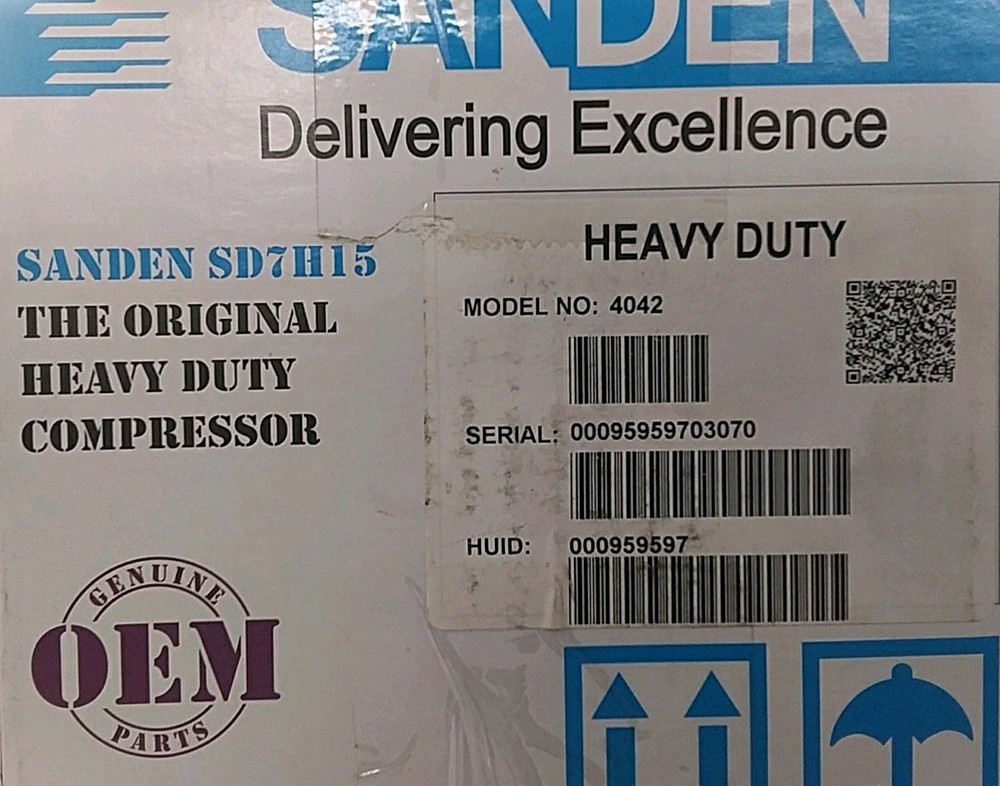 SANDEN
Delivering Excellence
SANDEN SD7H15
THE ORIGINAL
HEAVY DUTY
COMPRESSOR
HEAVY DUTY
MODEL NO: 4042
SERIAL: 00095959703070
HUID: 000959597
GENUINE
OEM
PARTS